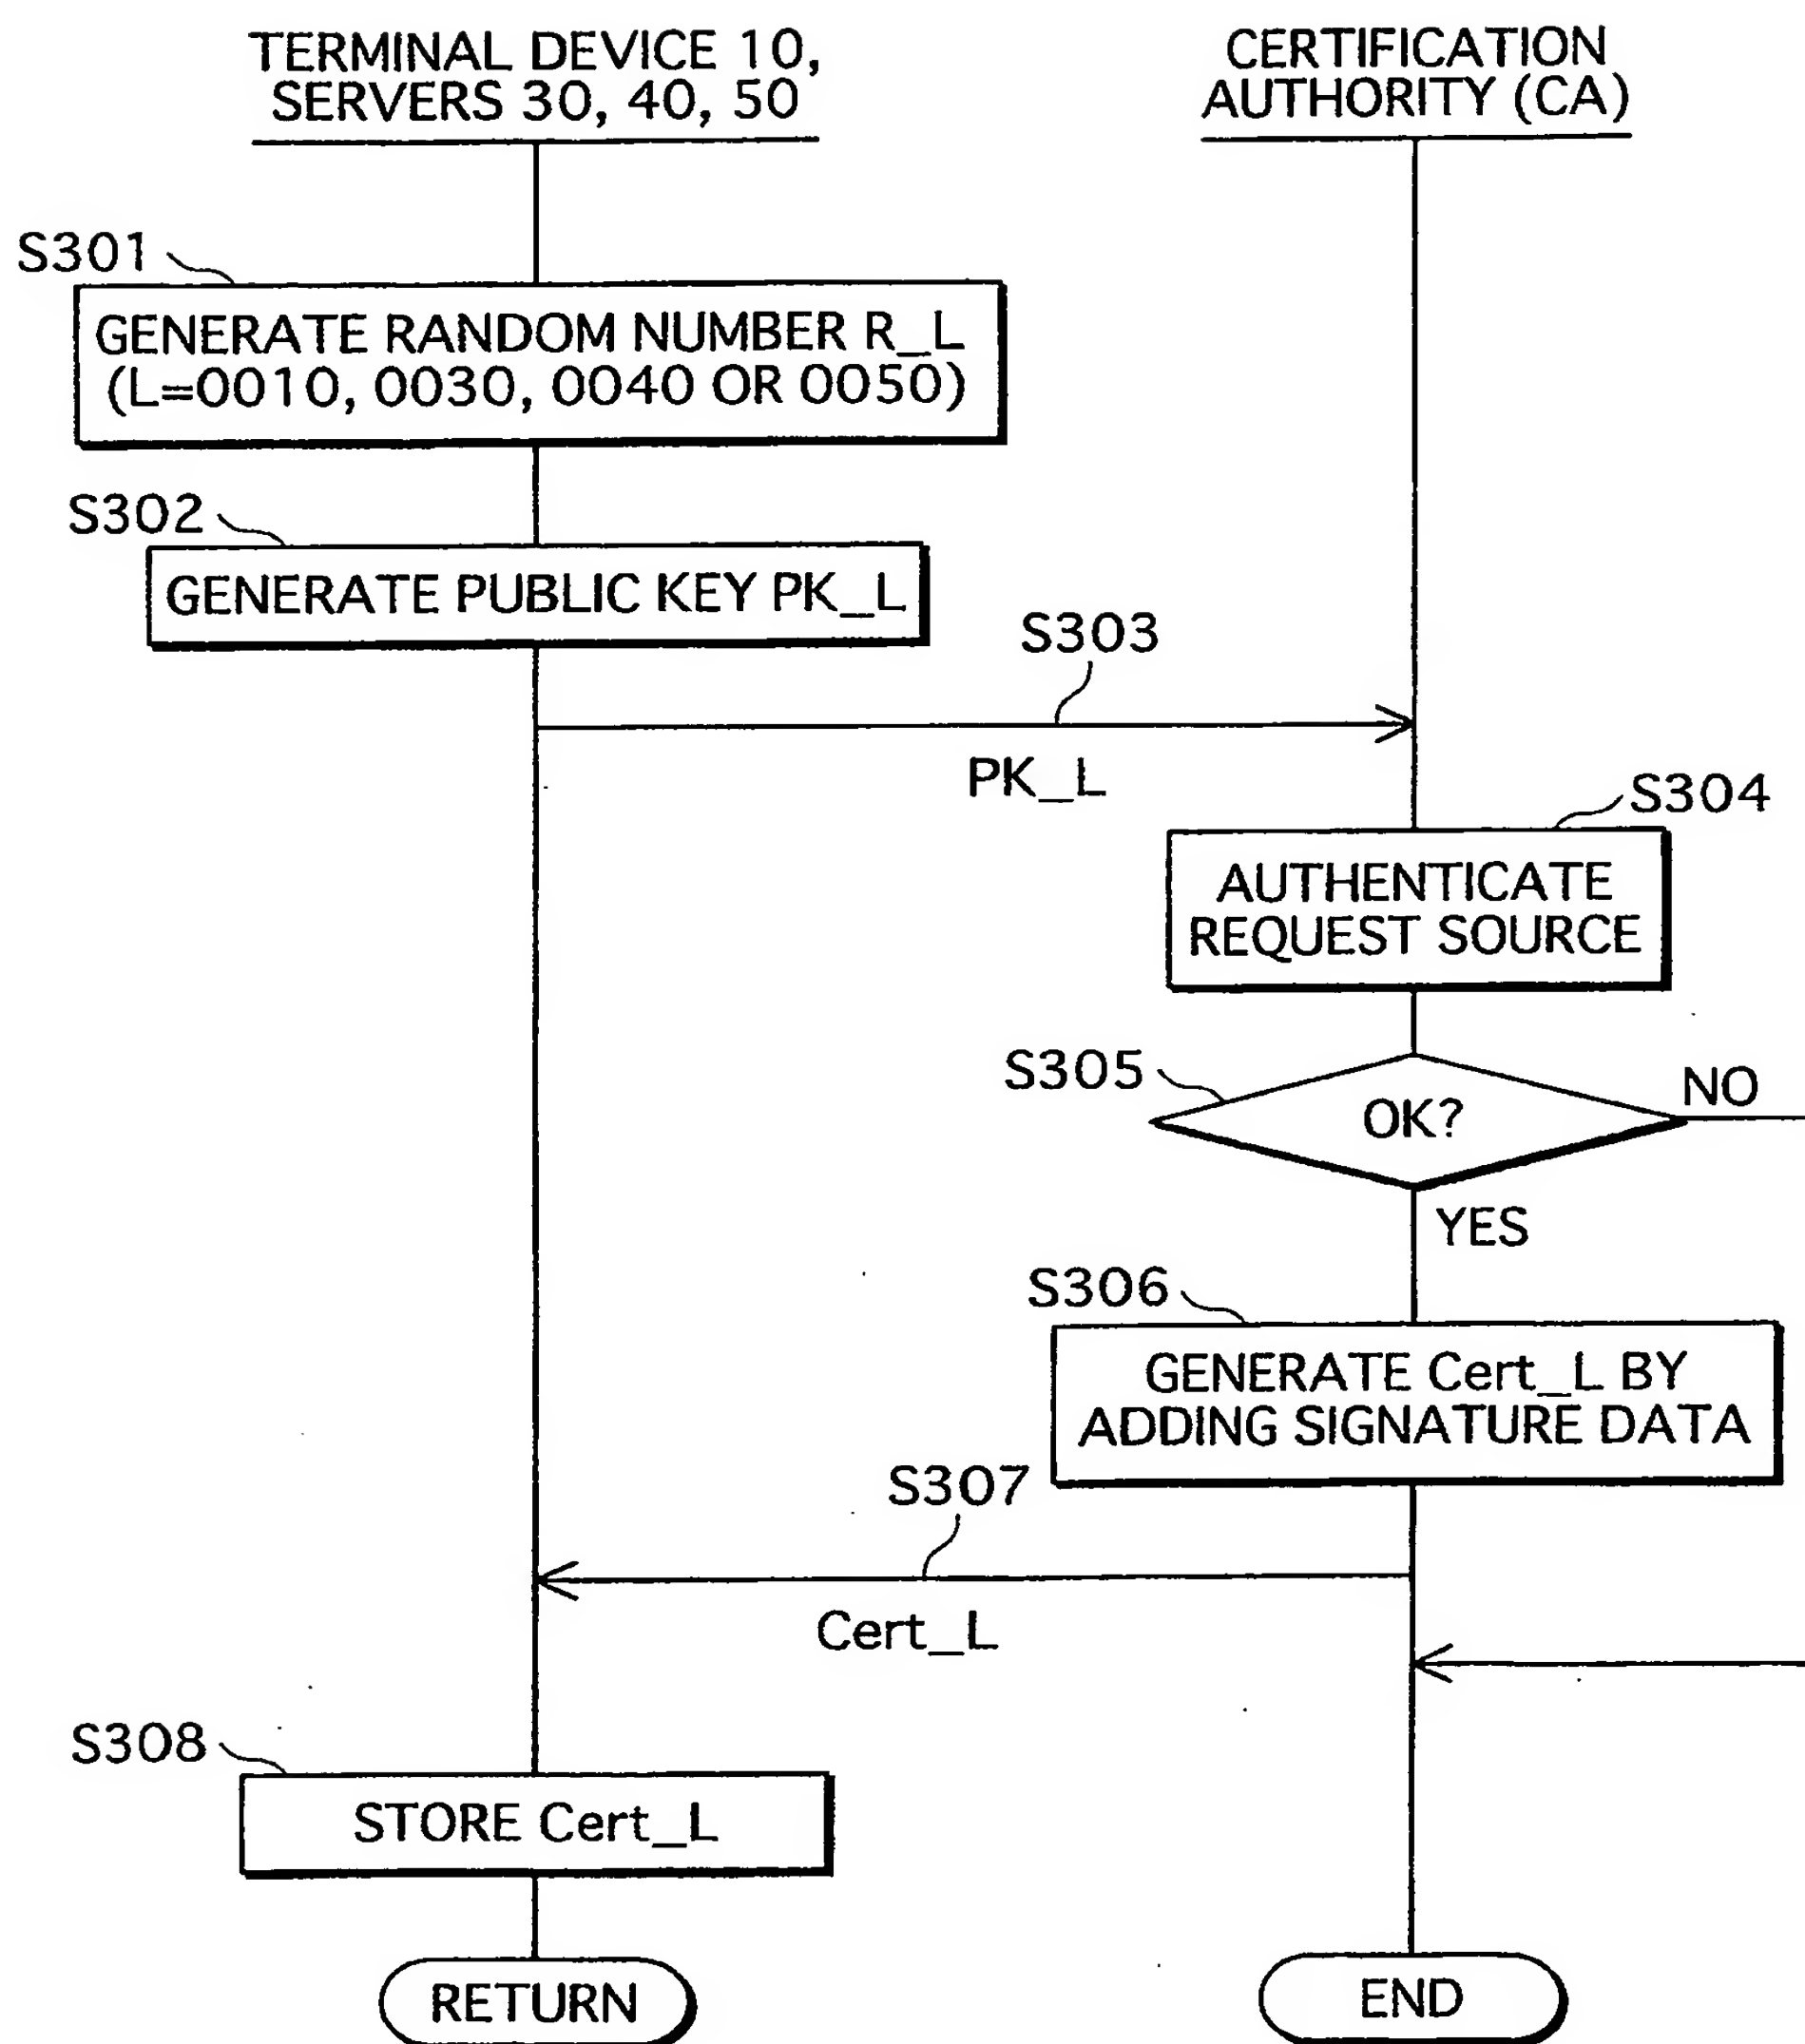 TERMINAL DEVICE 10,
SERVERS 30, 40, 50
CERTIFICATION
AUTHORITY (CA)
S301
GENERATE RANDOM NUMBER R_L
(L=0010, 0030, 0040 OR 0050)
S302
GENERATE PUBLIC KEY PK_L
S303
PK_L
S304
AUTHENTICATE
REQUEST SOURCE
S305
OK?
NO
YES
S306
GENERATE Cert_L BY
ADDING SIGNATURE DATA
S307
Cert_L
S308
STORE Cert_L
RETURN
END